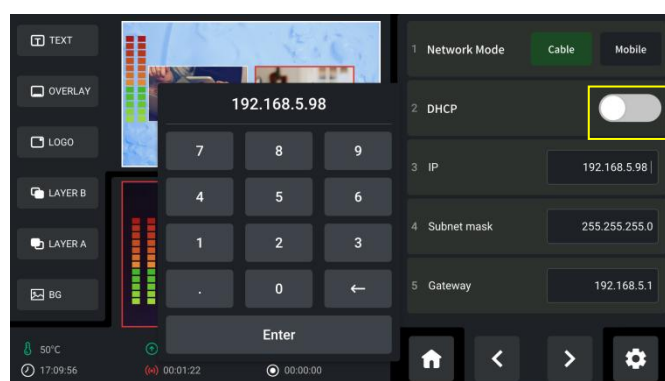 TEXT
OVERLAY
LOGO
LAYER B
LAYER A
BG
192.168.5.98
7 8 9
4 5 6
1 2 3
. 0 ←
Enter
1 Network Mode Cable Mobile
2 DHCP
3 IP 192.168.5.98
4 Subnet mask 255.255.255.0
5 Gateway 192.168.5.1
50°C
17:09:56 00:01:22 00:00:00